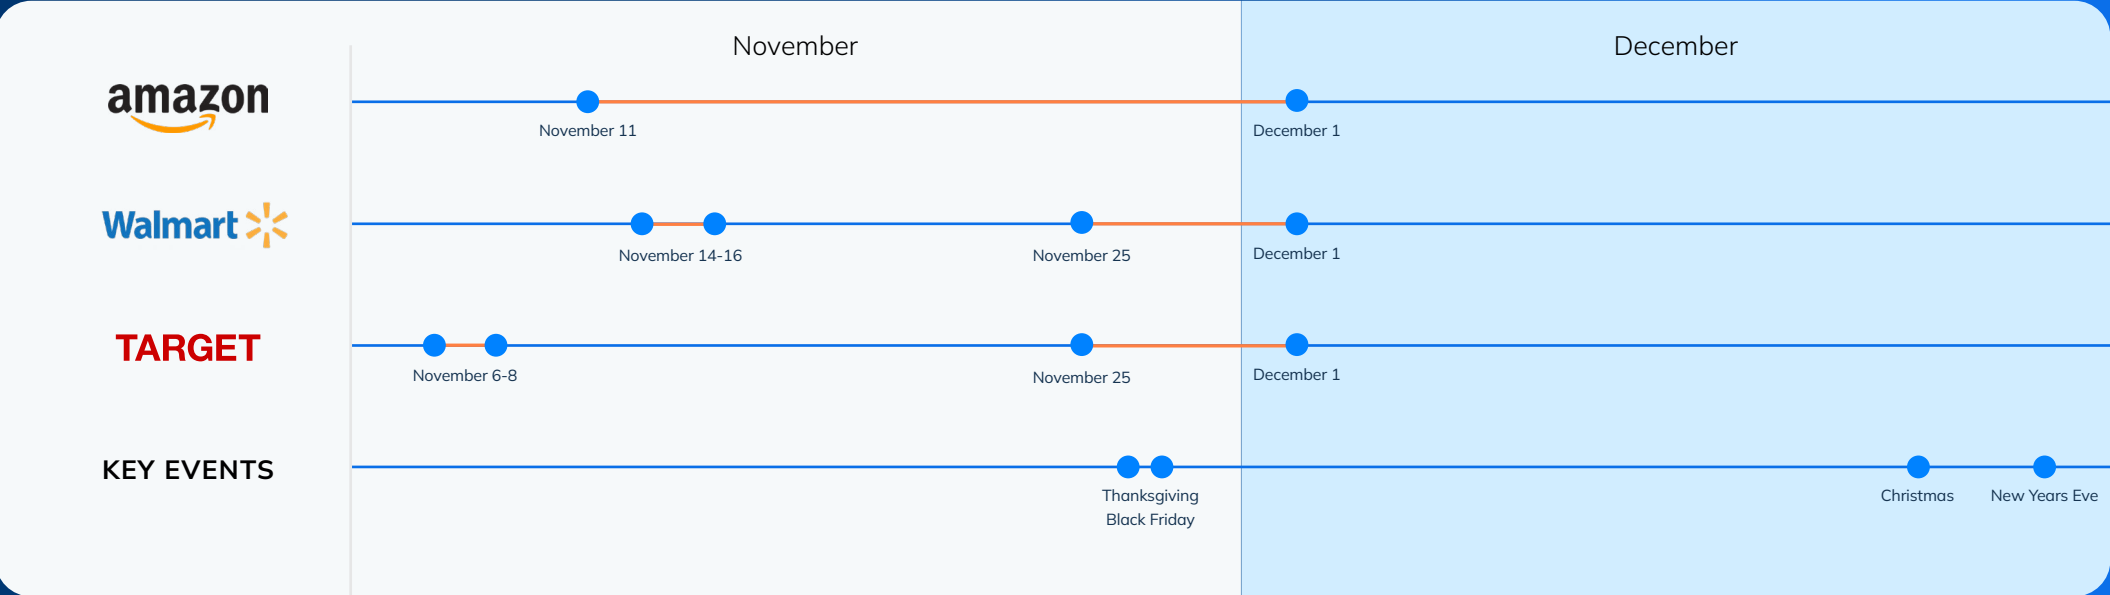 November
December
amazon
November 11
December 1
Walmart
November 14-16
November 25
December 1
TARGET
November 6-8
November 25
December 1
KEY EVENTS
Thanksgiving
Black Friday
Christmas
New Years Eve